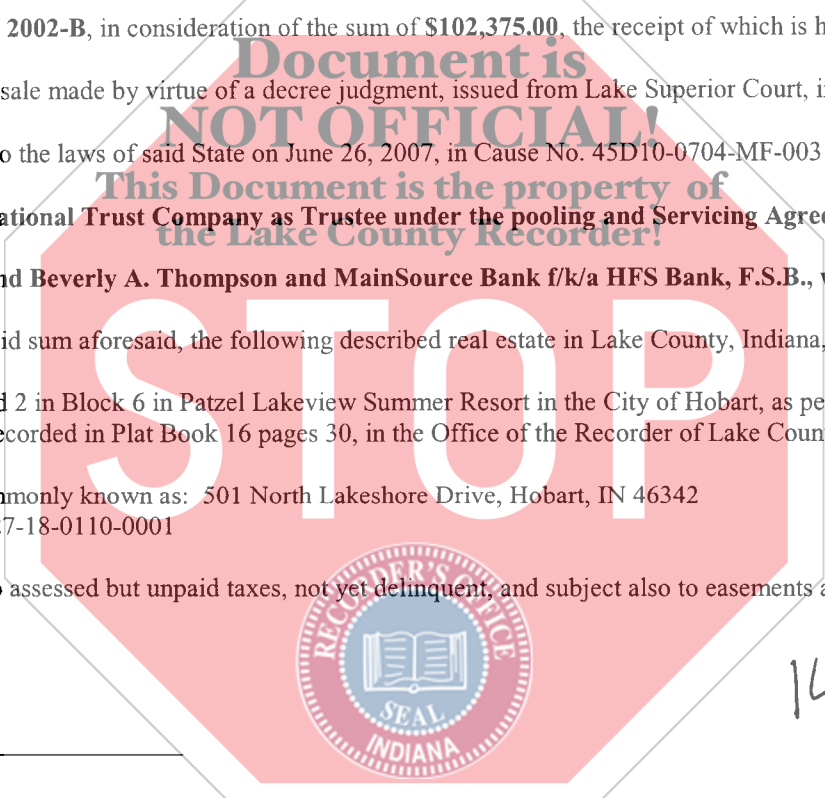 2002-B, in consideration of the sum of $102,375.00, the receipt of which is h
Document is
sale made by virtue of a decree judgment, issued from Lake Superior Court, i
NOT OFFICIAL!
o the laws of said State on June 26, 2007, in Cause No. 45D10-0704-MF-003
This Document is the property of
ational Trust Company as Trustee under the pooling and Servicing Agre
the Lake County Recorder!
nd Beverly A. Thompson and MainSource Bank f/k/a HFS Bank, F.S.B.,
id sum aforesaid, the following described real estate in Lake County, Indiana,
STOP
d 2 in Block 6 in Patzel Lakeview Summer Resort in the City of Hobart, as pe
ecorded in Plat Book 16 pages 30, in the Office of the Recorder of Lake Coun
mmonly known as: 501 North Lakeshore Drive, Hobart, IN 46342
7-18-0110-0001
assessed but unpaid taxes, not yet delinquent, and subject also to easements a
RECORDER'S OFFICE
SEAL
INDIANA